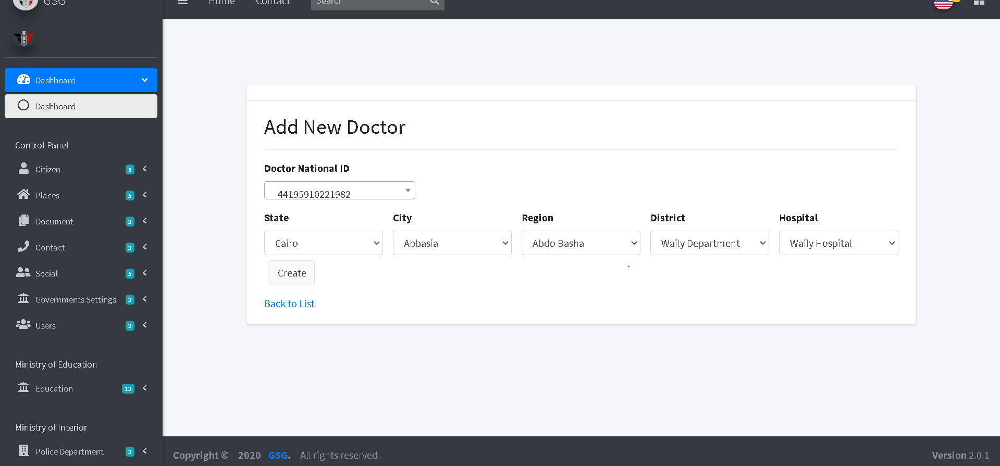 GSG
Home Contact Search
Dashboard
Dashboard
Control Panel
Citizen 8
Places 5
Document 2
Contact 2
Social 5
Governments Settings 2
Users 2
Ministry of Education
Education 12
Ministry of Interior
Police Department 2
Add New Doctor
Doctor National ID
44195910221982
State City Region District Hospital
Cairo Abbasia Abdo Basha Waily Department Waily Hospital
Create
Back to List
Copyright © 2020 GSG. All rights reserved .
Version 2.0.1